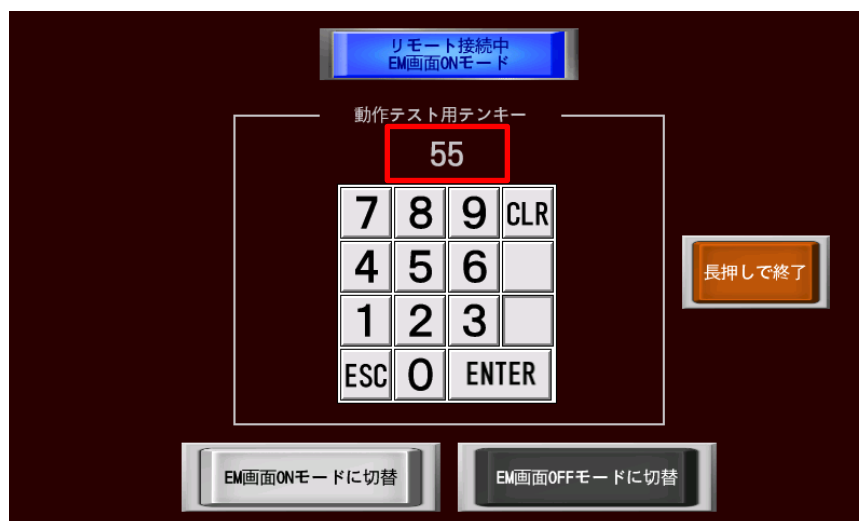 リモート接続中
EM画面ONモード
動作テスト用テンキー
55
7 8 9 CLR
4 5 6
1 2 3
ESC 0 ENTER
長押しで終了
EM画面ONモードに切替
EM画面OFFモードに切替